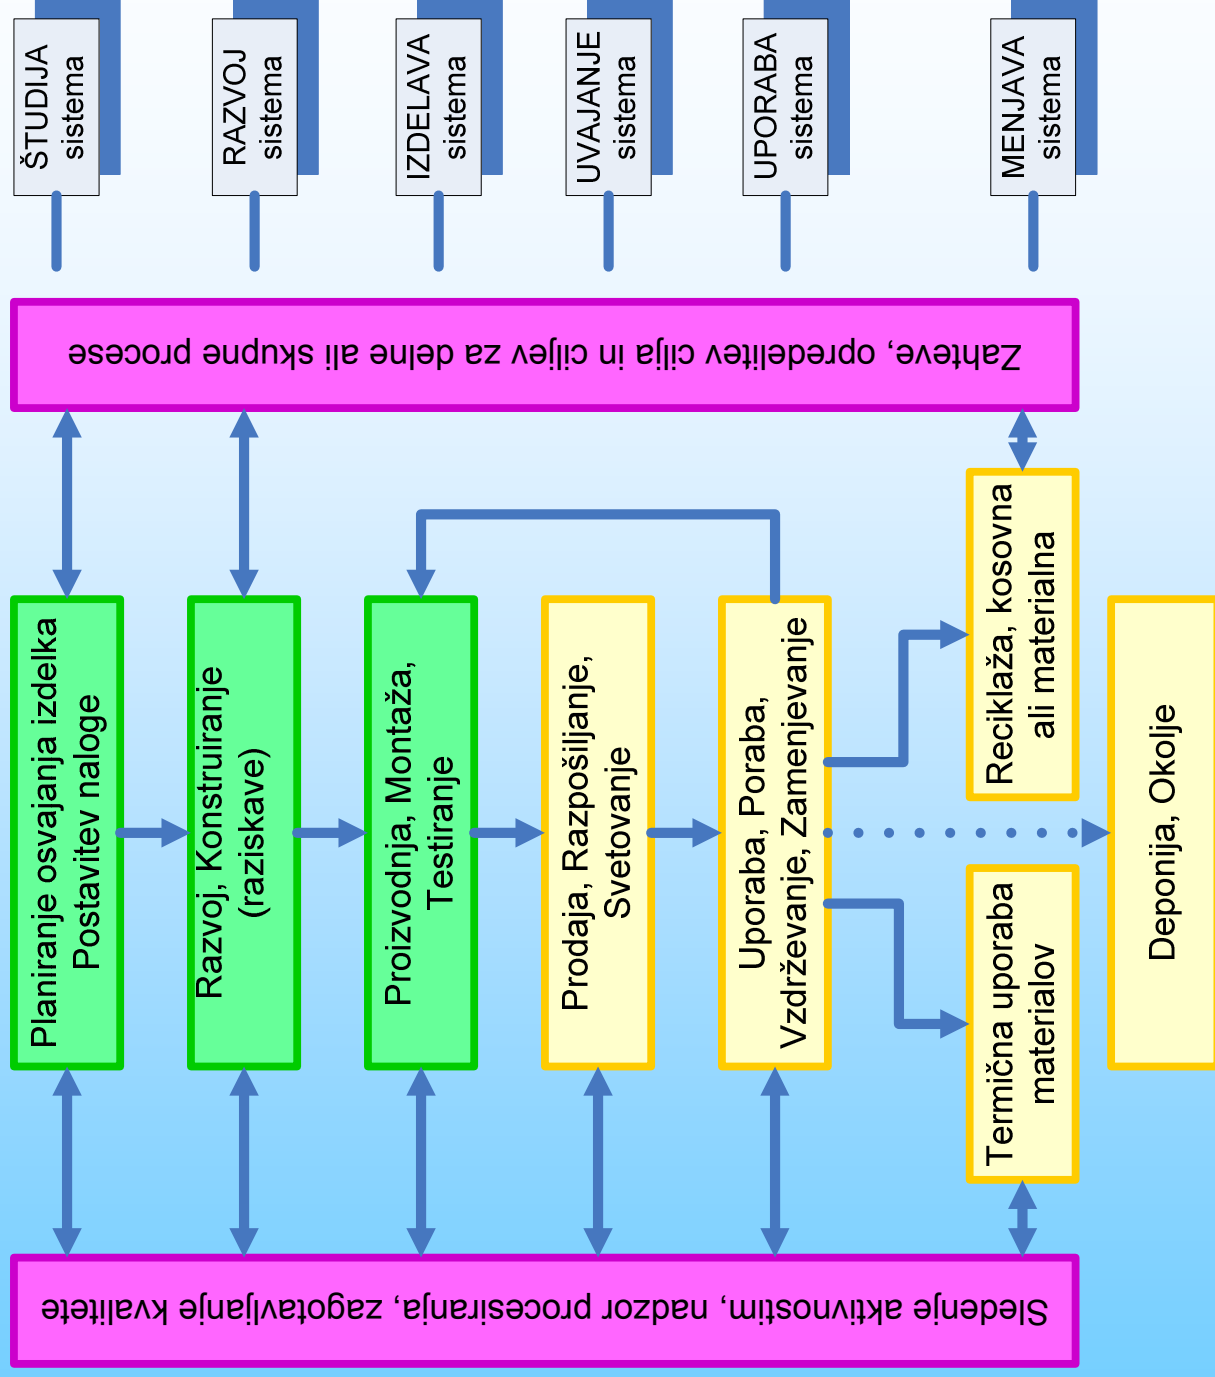 ŠTUDIJA
sistema
RAZVOJ
sistema
IZDELAVA
sistema
UVAJANJE
sistema
UPORABA
sistema
MENJAVA
sistema
Zahteve, opredelitev cilja in ciljev za delne ali skupne procese
Planiranje osvajanja izdelka
Postavitev naloge
Razvoj, Konstruiranje
(raziskave)
Proizvodnja, Montaža,
Testiranje
Prodaja, Razpošiljanje,
Svetovanje
Uporaba, Poraba,
Vzdrževanje, Zamenjevanje
Reciklaža, kosovna
ali materialna
Termična uporaba
materialov
Deponija, Okolje
Sledenje aktivnostim, nadzor procesiranja, zagotavljanje kvalitete